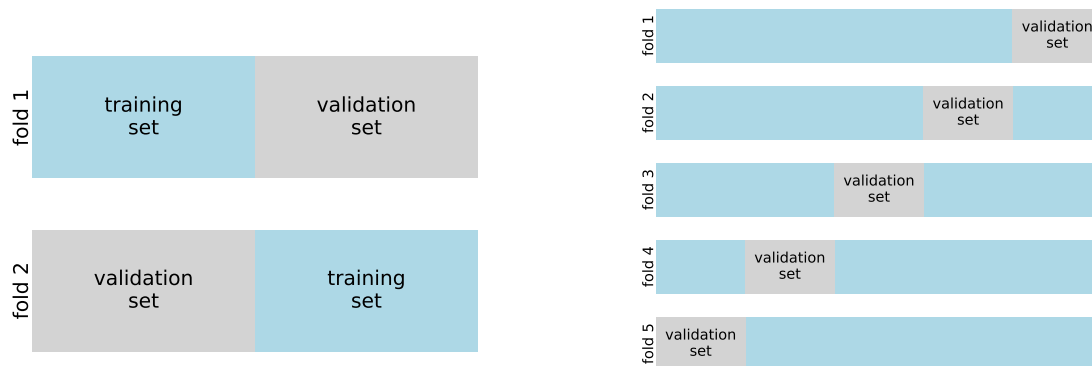 fold 1
training
set
validation
set
fold 2
validation
set
training
set
fold 1
validation
set
fold 2
validation
set
fold 3
validation
set
fold 4
validation
set
fold 5
validation
set